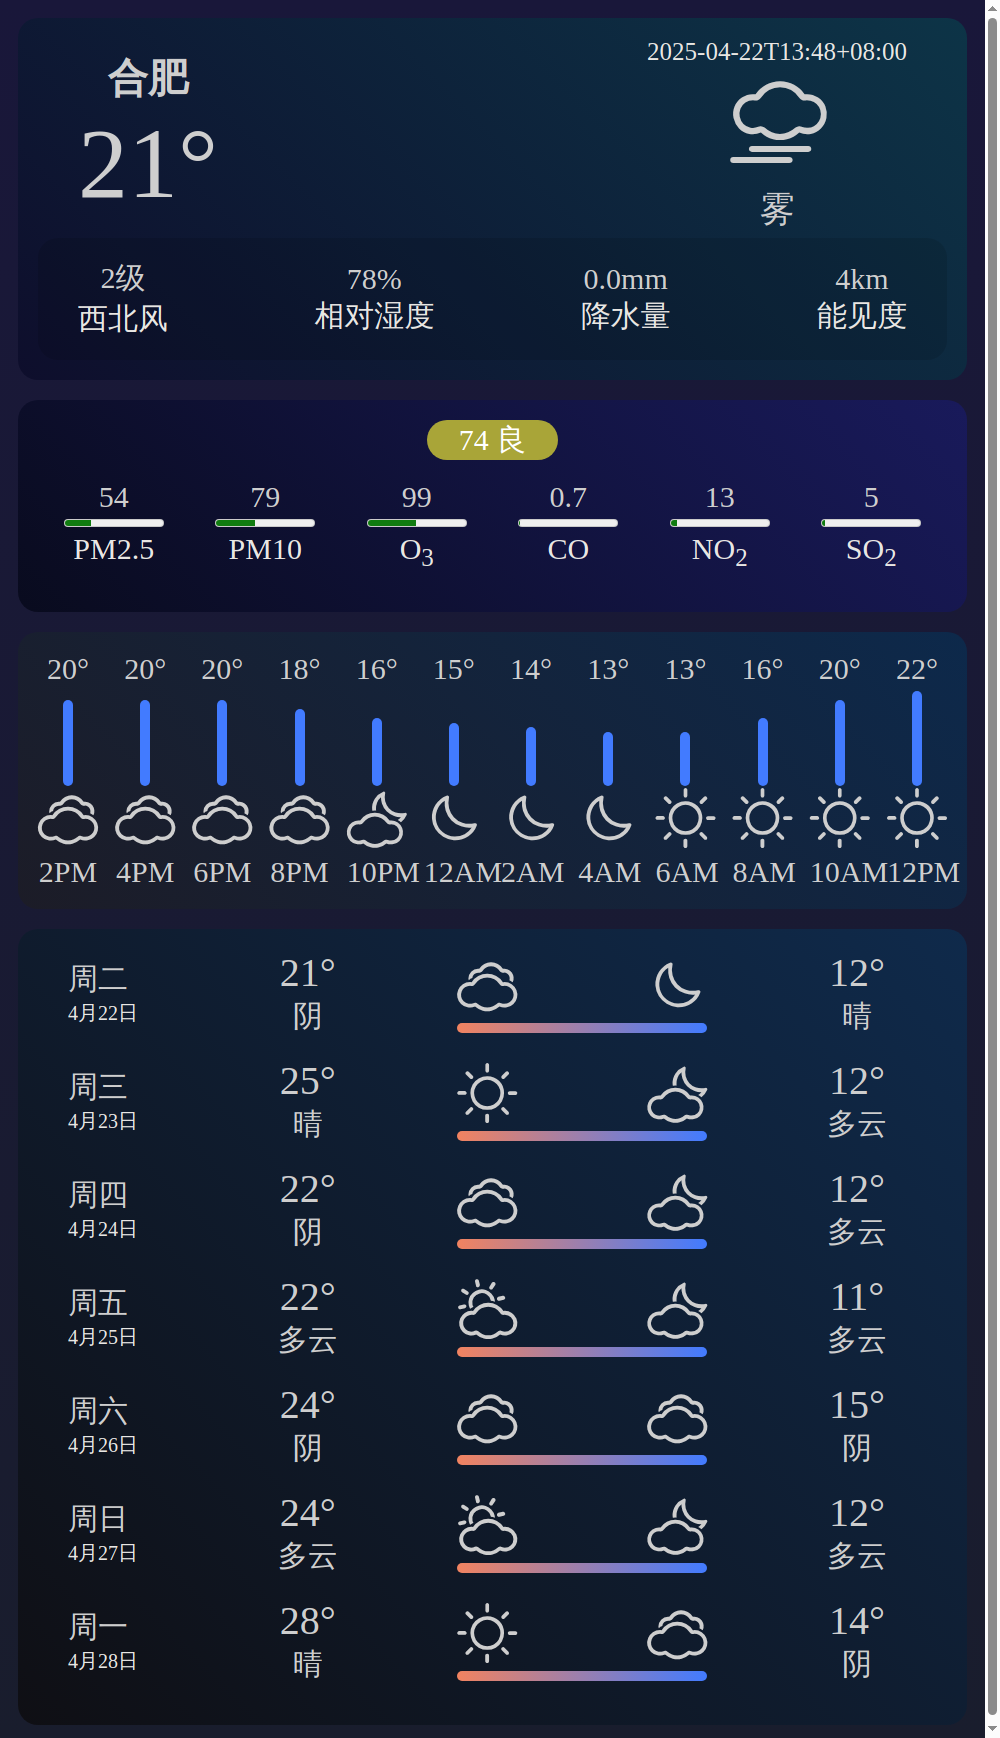 合肥
21°
2025-04-22T13:48+08:00
雾
2级 78% 0.0mm 4km
西北风 相对湿度 降水量 能见度
74 良
54 79 99 0.7 13 5
PM2.5 PM10 O3 CO NO2 SO2
20° 20° 20° 18° 16° 15° 14° 13° 13° 16° 20° 22°
2PM 4PM 6PM 8PM 10PM 12AM 2AM 4AM 6AM 8AM 10AM 12PM
周二 21° 12°
4月22日 阴 晴
周三 25° 12°
4月23日 晴 多云
周四 22° 12°
4月24日 阴 多云
周五 22° 11°
4月25日 多云 多云
周六 24° 15°
4月26日 阴 阴
周日 24° 12°
4月27日 多云 多云
周一 28° 14°
4月28日 晴 阴